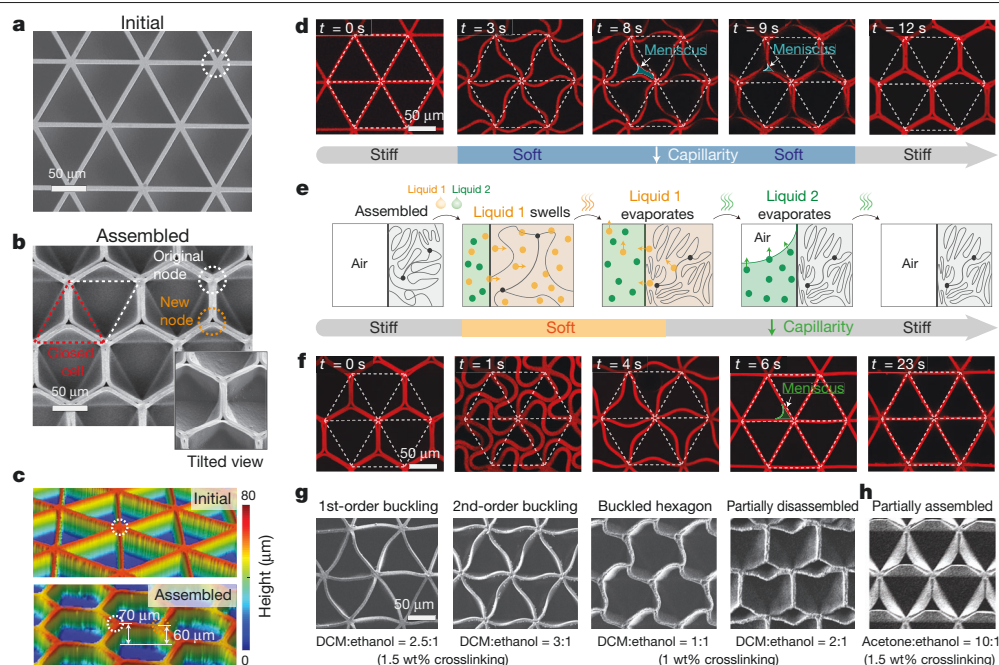 a
Initial
50 μm
b
Assembled
Original
node
New
node
Closed
cell
50 μm
Tilted view
c
Initial
Assembled
70 μm
60 μm
80
Height (μm)
0
d
t = 0 s
50 μm
t = 3 s
t = 8 s
Meniscus
t = 9 s
Meniscus
t = 12 s
Stiff
Soft
Capillarity
Soft
Stiff
e
Liquid 1
Liquid 2
Assembled
Liquid 1 swells
Liquid 1
evaporates
Liquid 2
evaporates
Air
Air
Air
Stiff
Soft
Capillarity
Stiff
f
t = 0 s
50 μm
t = 1 s
t = 4 s
t = 6 s
Meniscus
t = 23 s
g
1st-order buckling
2nd-order buckling
Buckled hexagon
Partially disassembled
50 μm
DCM:ethanol = 2.5:1
DCM:ethanol = 3:1
DCM:ethanol = 1:1
DCM:ethanol = 2:1
(1.5 wt% crosslinking)
(1 wt% crosslinking)
h
Partially assembled
Acetone:ethanol = 10:1
(1.5 wt% crosslinking)